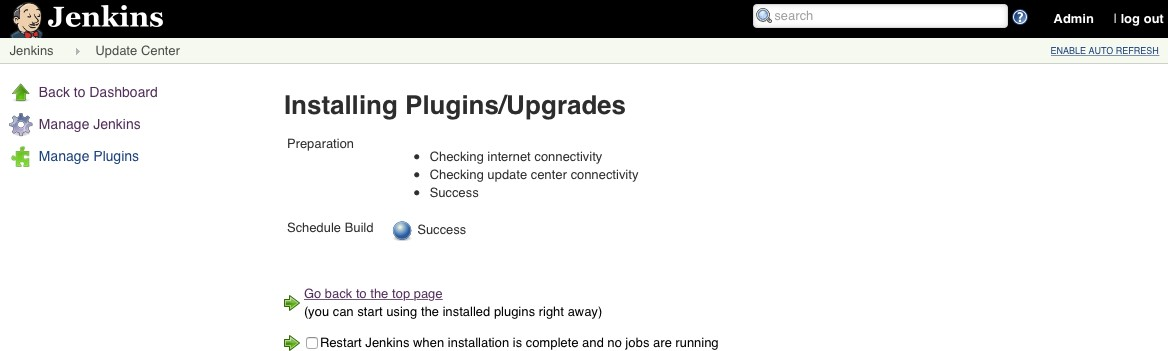 Jenkins
search
Admin | log out
Jenkins Update Center ENABLE AUTO REFRESH
Back to Dashboard
Manage Jenkins
Manage Plugins
Installing Plugins/Upgrades
Preparation
• Checking internet connectivity
• Checking update center connectivity
• Success
Schedule Build Success
Go back to the top page
(you can start using the installed plugins right away)
Restart Jenkins when installation is complete and no jobs are running